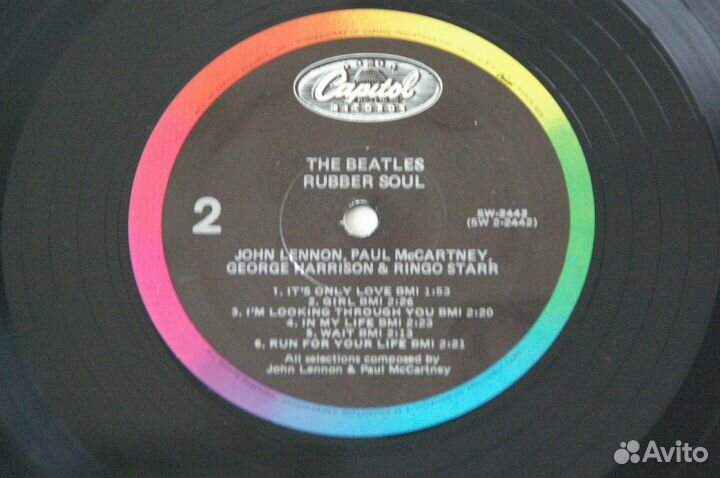 Capitol
RECORDS
THE BEATLES
RUBBER SOUL
2
SW-2442
(SW 2-2442)
JOHN LENNON, PAUL McCARTNEY,
GEORGE HARRISON & RINGO STARR
1. IT'S ONLY LOVE BMI 1:53
2. GIRL BMI 2:26
3. I'M LOOKING THROUGH YOU BMI 2:20
4. IN MY LIFE BMI 2:23
5. WAIT BMI 2:13
6. RUN FOR YOUR LIFE BMI 2:21
All selections composed by
John Lennon & Paul McCartney
Avito